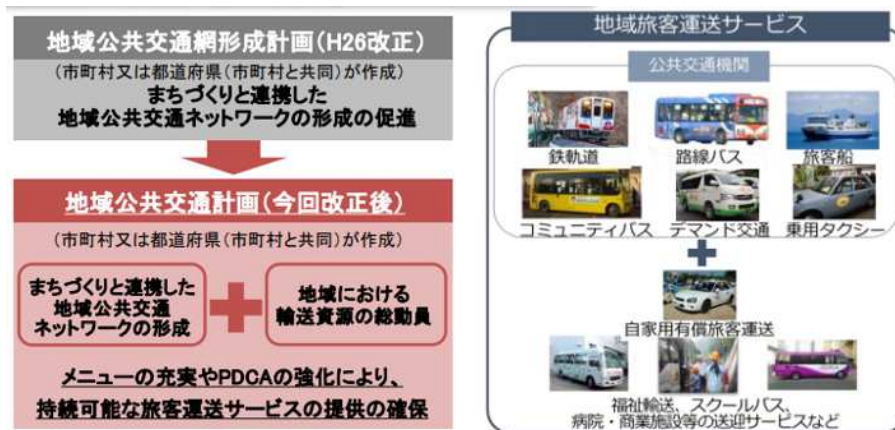 地域公共交通網形成計画(H26改正)
(市町村又は都道府県(市町村と共同)が作成)
まちづくりと連携した
地域公共交通ネットワークの形成の促進
地域公共交通計画(今回改正後)
(市町村又は都道府県(市町村と共同)が作成)
まちづくりと連携した
地域公共交通
ネットワークの形成
地域における
輸送資源の総動員
メニューの充実やPDCAの強化により、
持続可能な旅客運送サービスの提供の確保
地域旅客運送サービス
公共交通機関
鉄軌道 路線バス 旅客船
コミュニティバス デマンド交通 乗用タクシー
自家用有償旅客運送
福祉輸送、スクールバス、
病院・商業施設等の送迎サービスなど